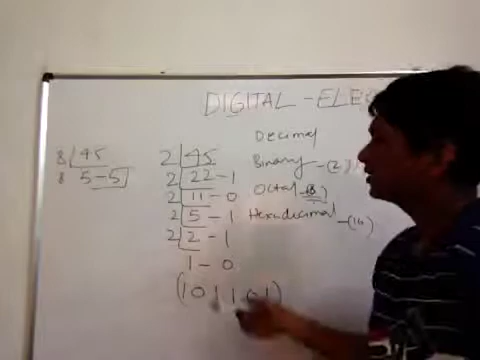 DIGITAL - ELE
Decimal
Binary - (2)
Octal - (8)
Hexadecimal - (16)
8 | 45
8 | 5 - 5
2 | 45
2 | 22 - 1
2 | 11 - 0
2 | 5 - 1
2 | 2 - 1
1 - 0
(101101)